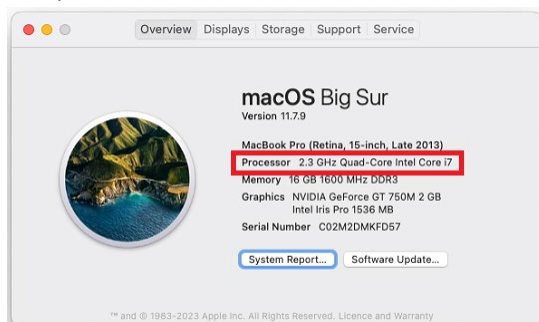 Overview Displays Storage Support Service
macOS Big Sur
Version 11.7.9
MacBook Pro (Retina, 15-inch, Late 2013)
Processor 2.3 GHz Quad-Core Intel Core i7
Memory 16 GB 1600 MHz DDR3
Graphics NVIDIA GeForce GT 750M 2 GB
Intel Iris Pro 1536 MB
Serial Number C02M2DMKFD57
System Report... Software Update...
™ and © 1983-2023 Apple Inc. All Rights Reserved. Licence and Warranty